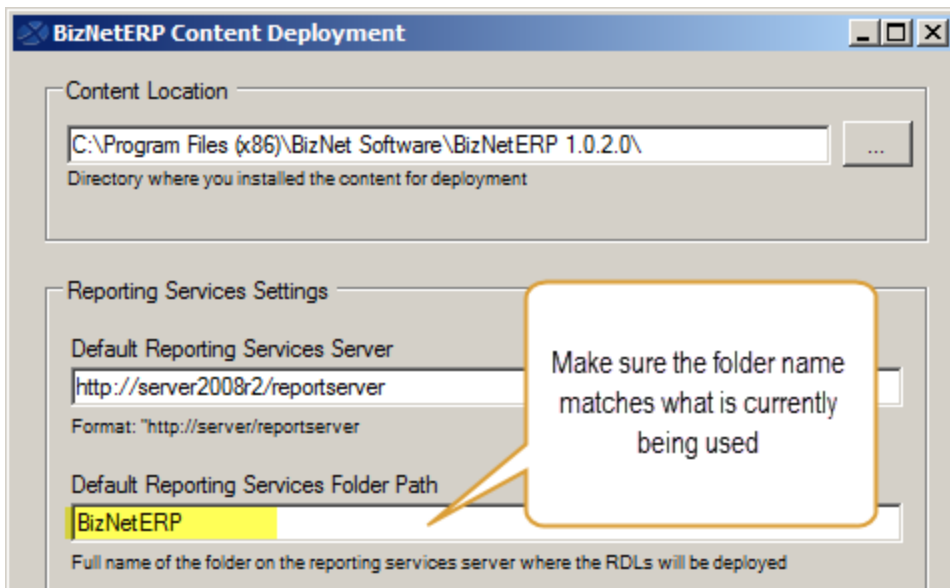 BizNetERP Content Deployment
Content Location
C:\Program Files (x86)\BizNet Software\BizNetERP 1.0.2.0\
...
Directory where you installed the content for deployment
Reporting Services Settings
Default Reporting Services Server
http://server2008r2/reportserver
Format: "http://server/reportserver
Make sure the folder name
matches what is currently
being used
Default Reporting Services Folder Path
BizNetERP
Full name of the folder on the reporting services server where the RDLs will be deployed